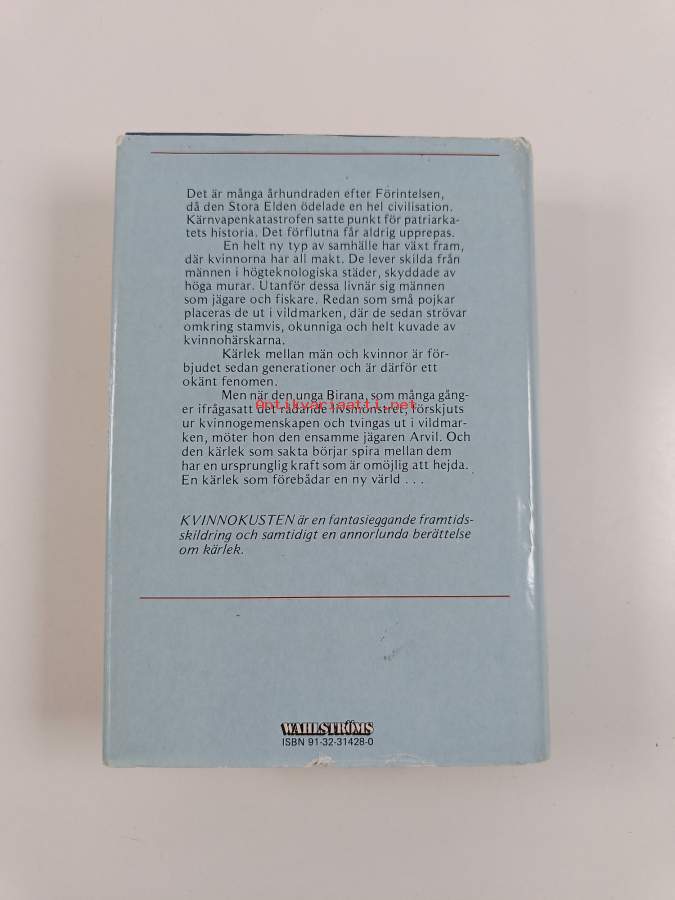 Det är många århundraden efter Förintelsen,
då den Stora Elden ödelade en hel civilisation.
Kärnvapenkatastrofen satte punkt för patriarka-
tets historia. Det förflutna får aldrig upprepas.
En helt ny typ av samhälle har växt fram,
där kvinnorna har all makt. De lever skilda från
männen i högteknologiska städer, skyddade av
höga murar. Utanför dessa livnär sig männen
som jägare och fiskare. Redan som små pojkar
placeras de ut i vildmarken, där de sedan strövar
omkring stamvis, okunniga och helt kuvade av
kvinnohärskarna.
Kärlek mellan män och kvinnor är för-
bjudet sedan generationer och är därför ett
okänt fenomen.
Men när den unga Birana, som många gång-
er ifrågasatt det rådande livsmönstret, förskjuts
ur kvinnogemenskapen och tvingas ut i vildmar-
ken, möter hon den ensamme jägaren Arvil. Och
den kärlek som sakta börjar spira mellan dem
har en ursprunglig kraft som är omöjlig att hejda.
En kärlek som förebådar en ny värld . . .
KVINNOKUSTEN är en fantasieggande framtids-
skildring och samtidigt en annorlunda berättelse
om kärlek.
WAHLSTRÖMS
ISBN 91-32-31428-0